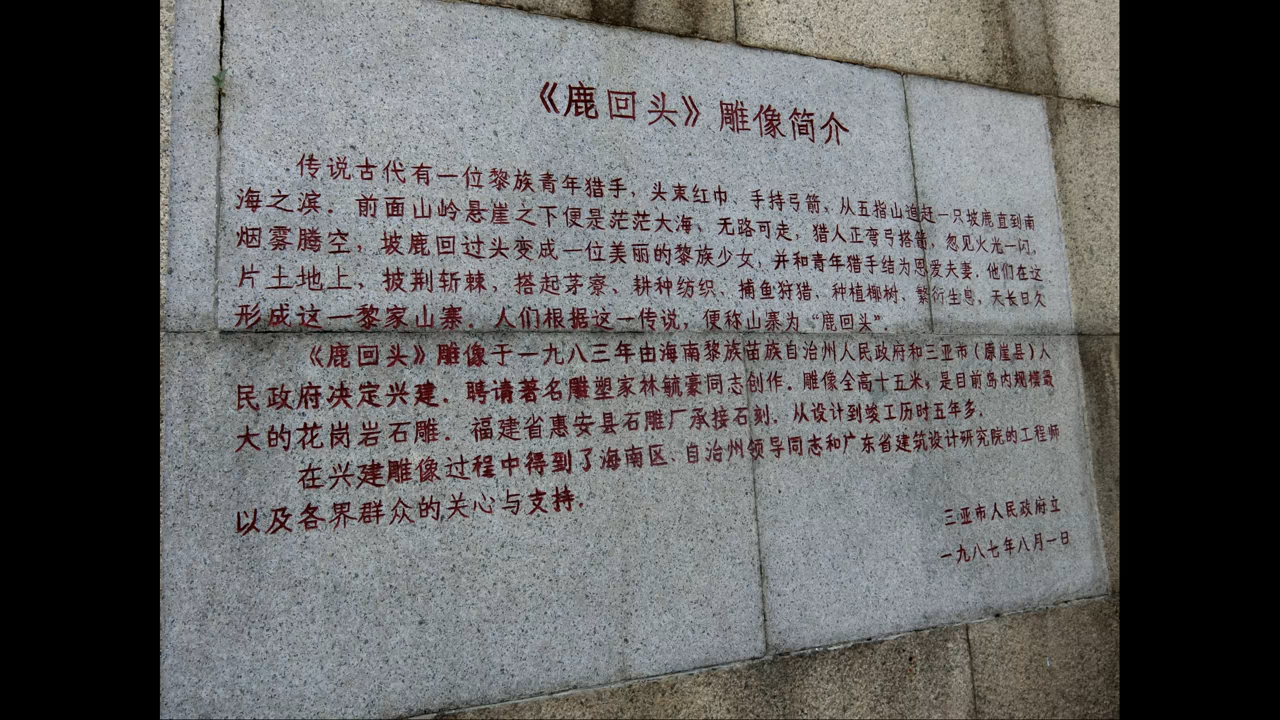 《鹿回头》雕像简介
传说古代有一位黎族青年猎手，头束红巾、手持弓箭，从五指山追赶一只坡鹿直到南
海之滨．前面山岭悬崖之下便是茫茫大海、无路可走，猎人正弯弓搭箭，忽见火光一闪，
烟雾腾空，坡鹿回过头变成一位美丽的黎族少女，并和青年猎手结为恩爱夫妻．他们在这
片土地上，披荆斩棘、搭起茅寮、耕种纺织、捕鱼狩猎、种植椰树、繁衍生息，天长日久
形成这一黎家山寨．人们根据这一传说，便称山寨为“鹿回头”．
《鹿回头》雕像于一九八三年由海南黎族苗族自治州人民政府和三亚市（原崖县）人
民政府决定兴建．聘请著名雕塑家林毓豪同志创作．雕像全高十五米，是目前岛内规模最
大的花岗岩石雕．福建省惠安县石雕厂承接石刻．从设计到竣工历时五年多．
在兴建雕像过程中得到了海南区、自治州领导同志和广东省建筑设计研究院的工程师
以及各界群众的关心与支持．
三亚市人民政府立
一九八七年八月一日